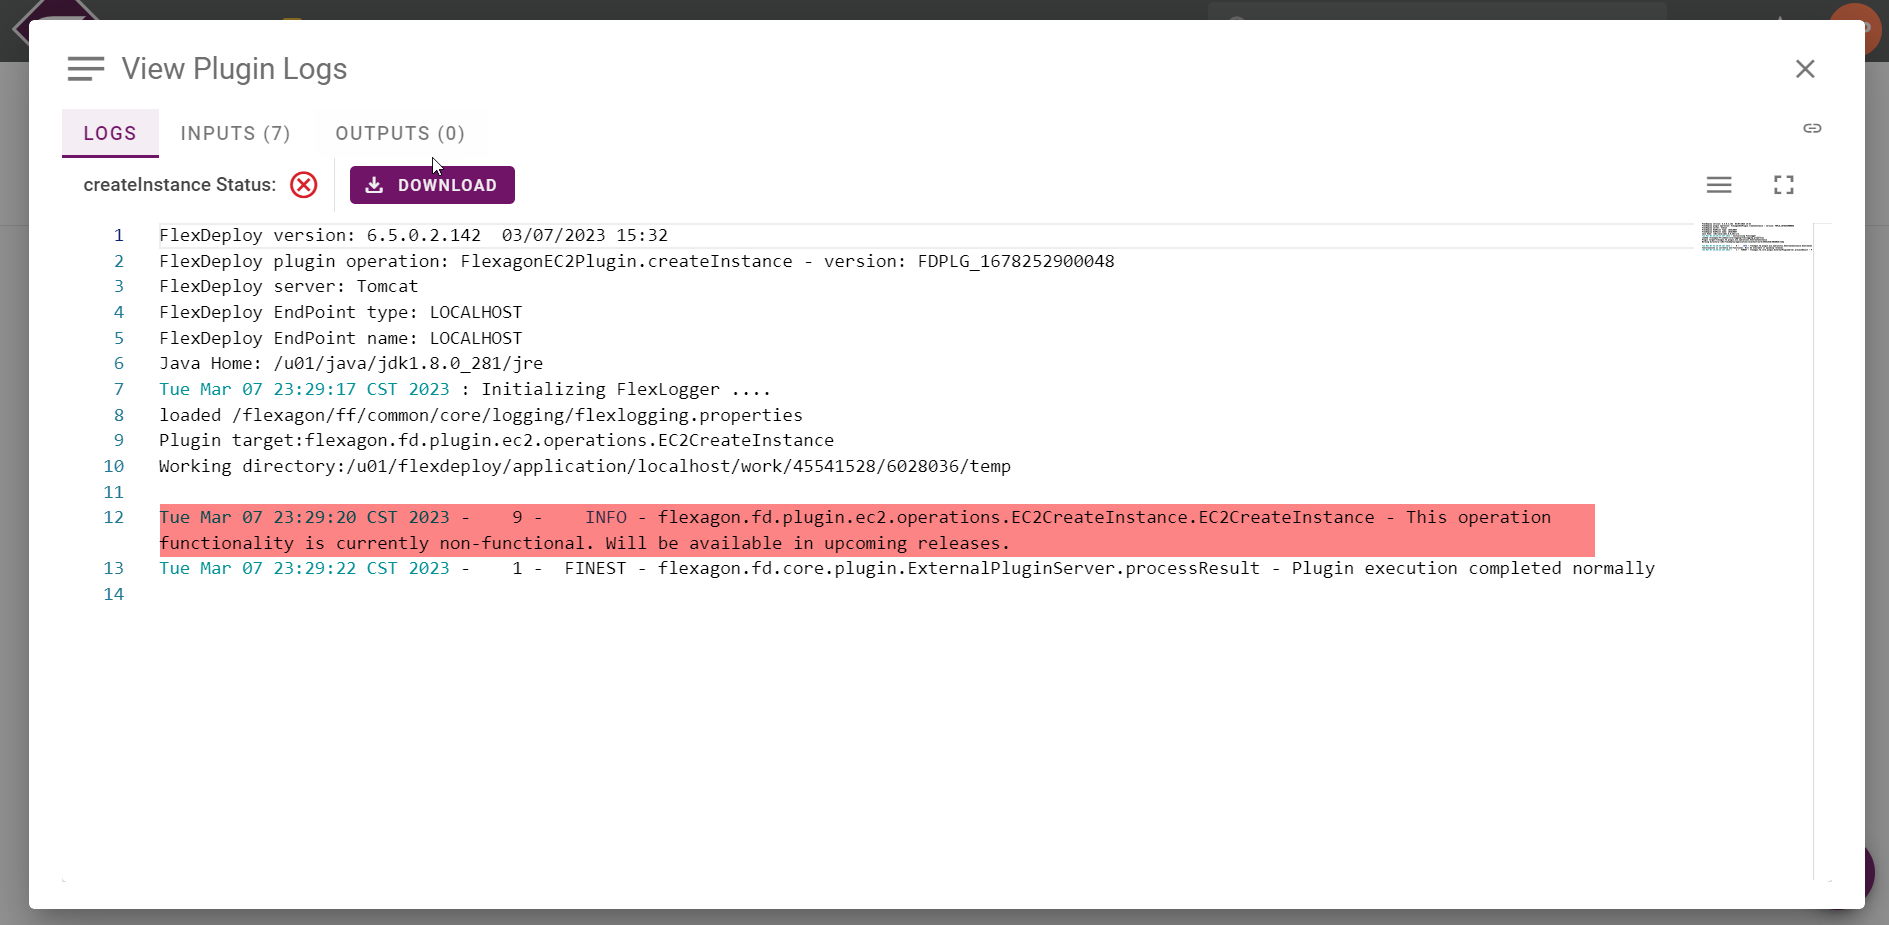 View Plugin Logs
LOGS INPUTS (7) OUTPUTS (0)
createInstance Status: DOWNLOAD
1 FlexDeploy version: 6.5.0.2.142  03/07/2023 15:32
2 FlexDeploy plugin operation: FlexagonEC2Plugin.createInstance - version: FDPLG_1678252900048
3 FlexDeploy server: Tomcat
4 FlexDeploy EndPoint type: LOCALHOST
5 FlexDeploy EndPoint name: LOCALHOST
6 Java Home: /u01/java/jdk1.8.0_281/jre
7 Tue Mar 07 23:29:17 CST 2023 : Initializing FlexLogger ....
8 loaded /flexagon/ff/common/core/logging/flexlogging.properties
9 Plugin target:flexagon.fd.plugin.ec2.operations.EC2CreateInstance
10 Working directory:/u01/flexdeploy/application/localhost/work/45541528/6028036/temp
11
12 Tue Mar 07 23:29:20 CST 2023 -    9 -    INFO - flexagon.fd.plugin.ec2.operations.EC2CreateInstance.EC2CreateInstance - This operation
functionality is currently non-functional. Will be available in upcoming releases.
13 Tue Mar 07 23:29:22 CST 2023 -    1 -  FINEST - flexagon.fd.core.plugin.ExternalPluginServer.processResult - Plugin execution completed normally
14